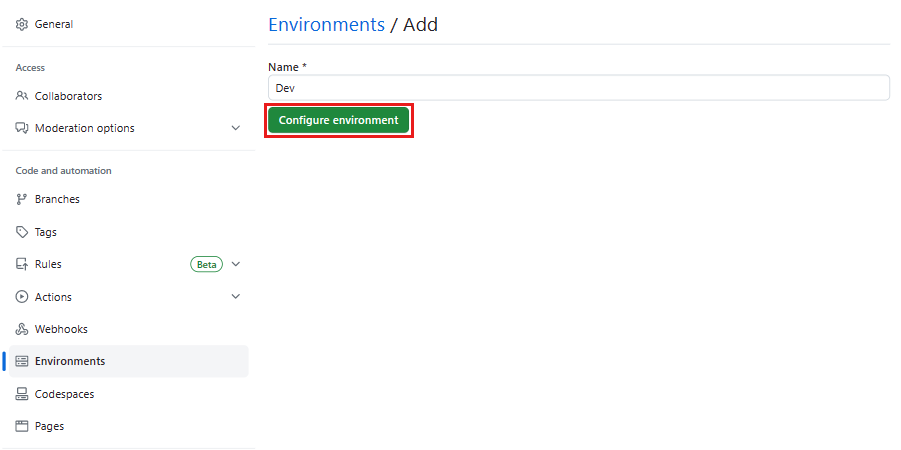 General
Access
Collaborators
Moderation options
Code and automation
Branches
Tags
Rules Beta
Actions
Webhooks
Environments
Codespaces
Pages
Environments / Add
Name *
Dev
Configure environment